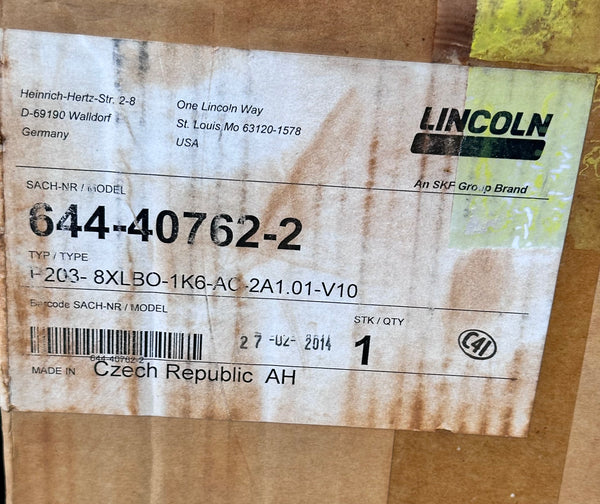 Heinrich-Hertz-Str. 2-8
D-69190 Walldorf
Germany
One Lincoln Way
St. Louis Mo 63120-1578
USA
LINCOLN
An SKF Group Brand
SACH-NR / MODEL
644-40762-2
TYP / TYPE
P203- 8XLBO-1K6-AC-2A1.01-V10
Barcode SACH-NR / MODEL
STK / QTY
27-02-2014
1
C4I
644-40762-2
MADE IN Czech Republic AH